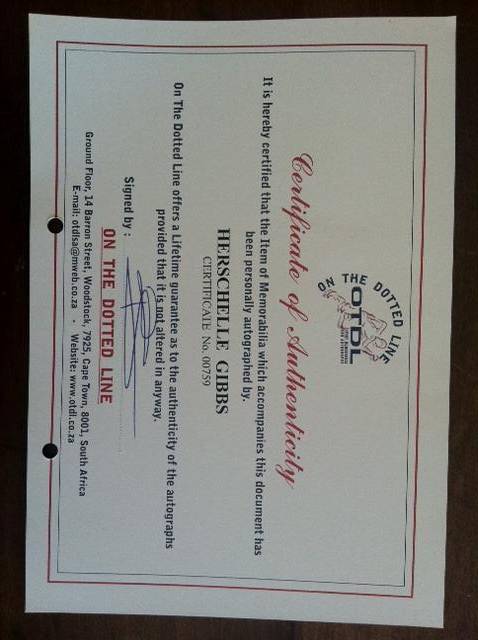 ON THE DOTTED LINE
OTDL
Certificate of Authenticity
It is hereby certified that the Item of Memorabilia which accompanies this document has
been personally autographed by.
HERSCHELLE GIBBS
CERTIFICATE No. 00759
On The Dotted Line offers a Lifetime guarantee as to the authenticity of the autographs
provided that it is not altered in anyway.
Signed by :
ON THE DOTTED LINE
Ground Floor, 14 Barron Street, Woodstock, 7925, Cape Town, 8001, South Africa
E-mail: otdlsa@mweb.co.za • Website: www.otdl.co.za